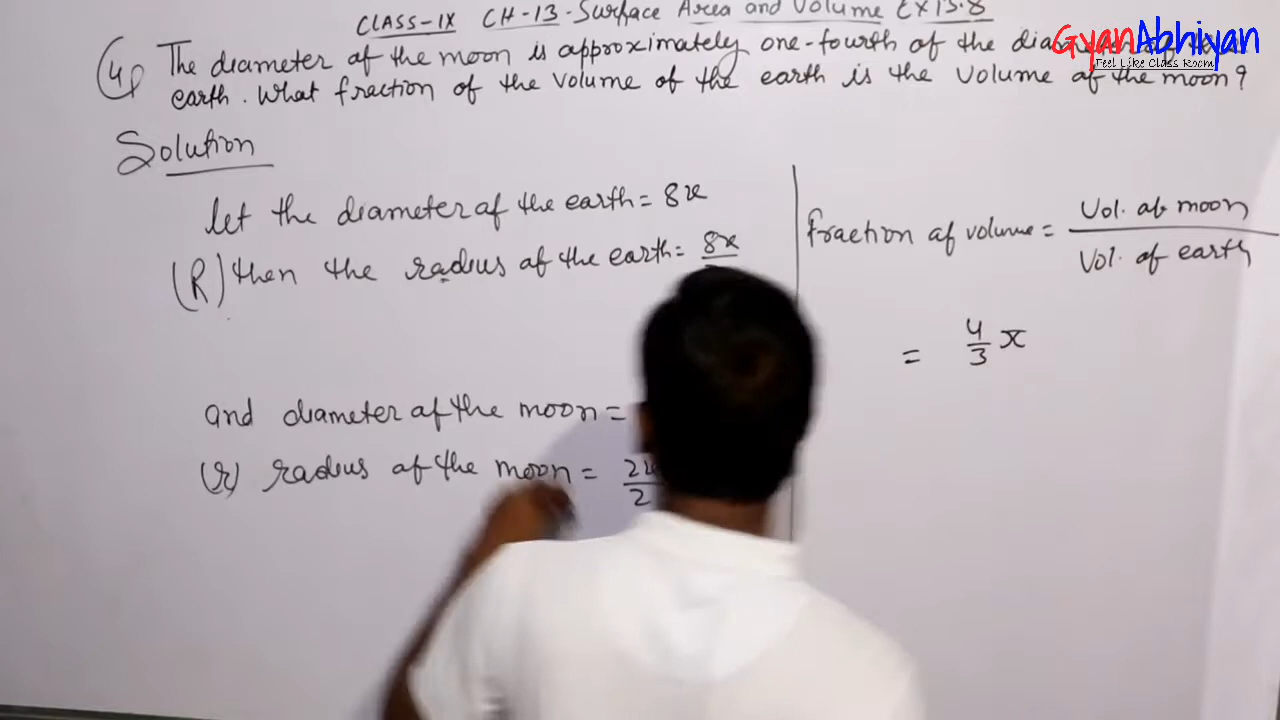 CLASS-IX CH-13-Surface Area and Volume EX13.8
GyanAbhiyan
Feel Like Class Room
4) The diameter of the moon is approximately one-fourth of the
earth. What fraction of the volume of the earth is the volume of the moon?
Solution
let the diameter of the earth = 8x
(R) then the radius of the earth = 8x
and diameter of the moon =
(r) radius of the moon = 2x/2
fraction of volume = Vol. of moon / Vol. of earth
= 4/3 x